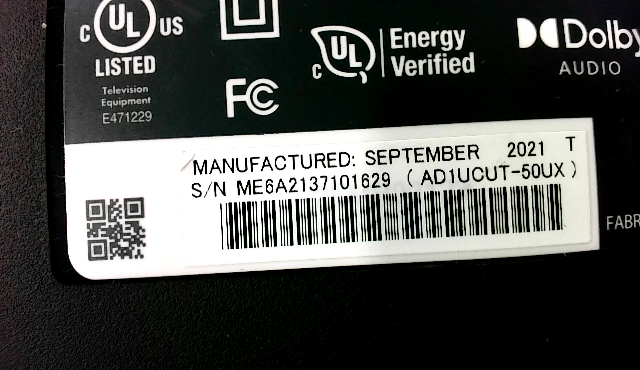 c UL US
LISTED
Television
Equipment
E471229
FC
c UL Energy
Verified
Dolby
AUDIO
MANUFACTURED: SEPTEMBER 2021 T
S/N ME6A2137101629 ( AD1UCUT-50UX )
FABR